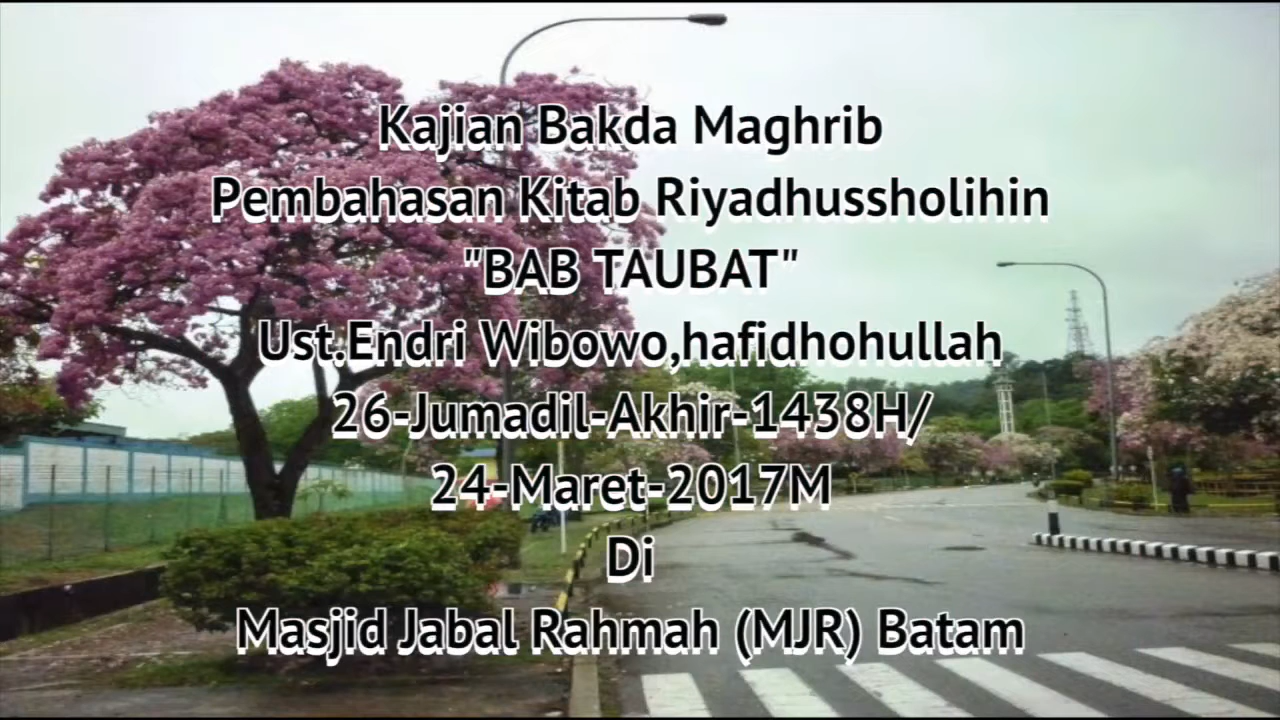 Kajian Bakda Maghrib
Pembahasan Kitab Riyadhussholihin
"BAB TAUBAT"
Ust.Endri Wibowo,hafidhohullah
26-Jumadil-Akhir-1438H/
24-Maret-2017M
Di
Masjid Jabal Rahmah (MJR) Batam